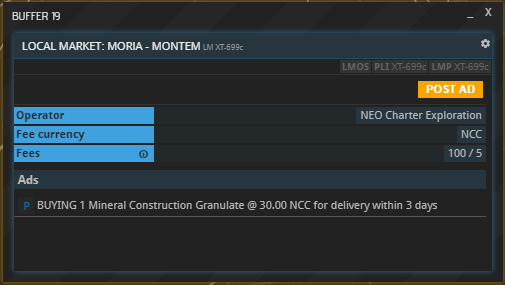 BUFFER 19
_ X
LOCAL MARKET: MORIA - MONTEM LM XT-699c
LMOS PLI XT-699c LMP XT-699c
POST AD
Operator NEO Charter Exploration
Fee currency NCC
Fees 100 / 5
Ads
P BUYING 1 Mineral Construction Granulate @ 30.00 NCC for delivery within 3 days